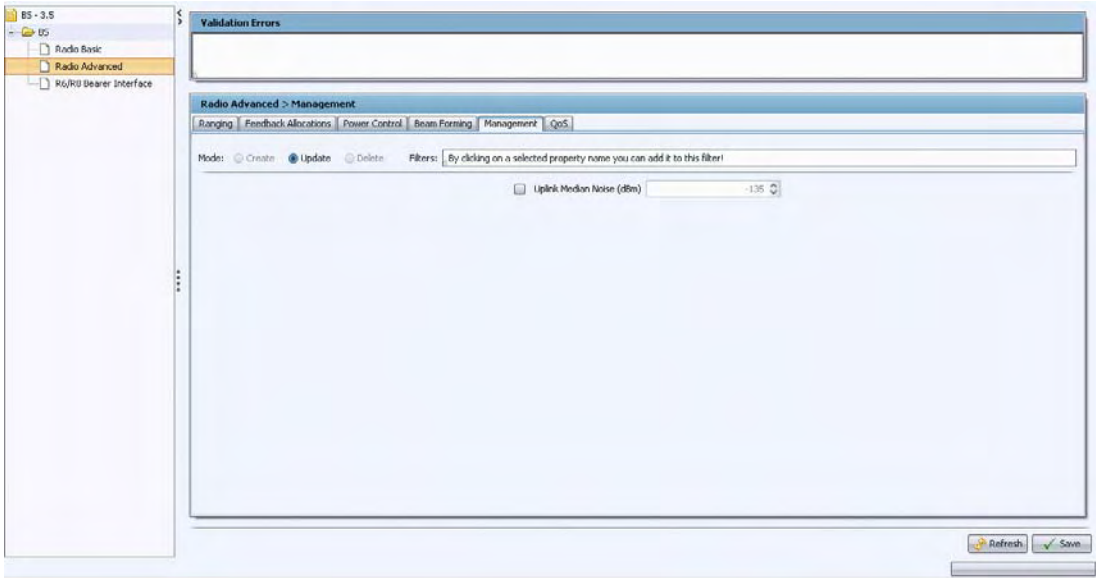 BS - 3.5
BS
Radio Basic
Radio Advanced
R6/R8 Bearer Interface
Validation Errors
Radio Advanced > Management
Ranging Feedback Allocations Power Control Beam Forming Management QoS
Mode: Create Update Delete Filters: By clicking on a selected property name you can add it to this filter!
Uplink Median Noise (dBm) -135
Refresh Save